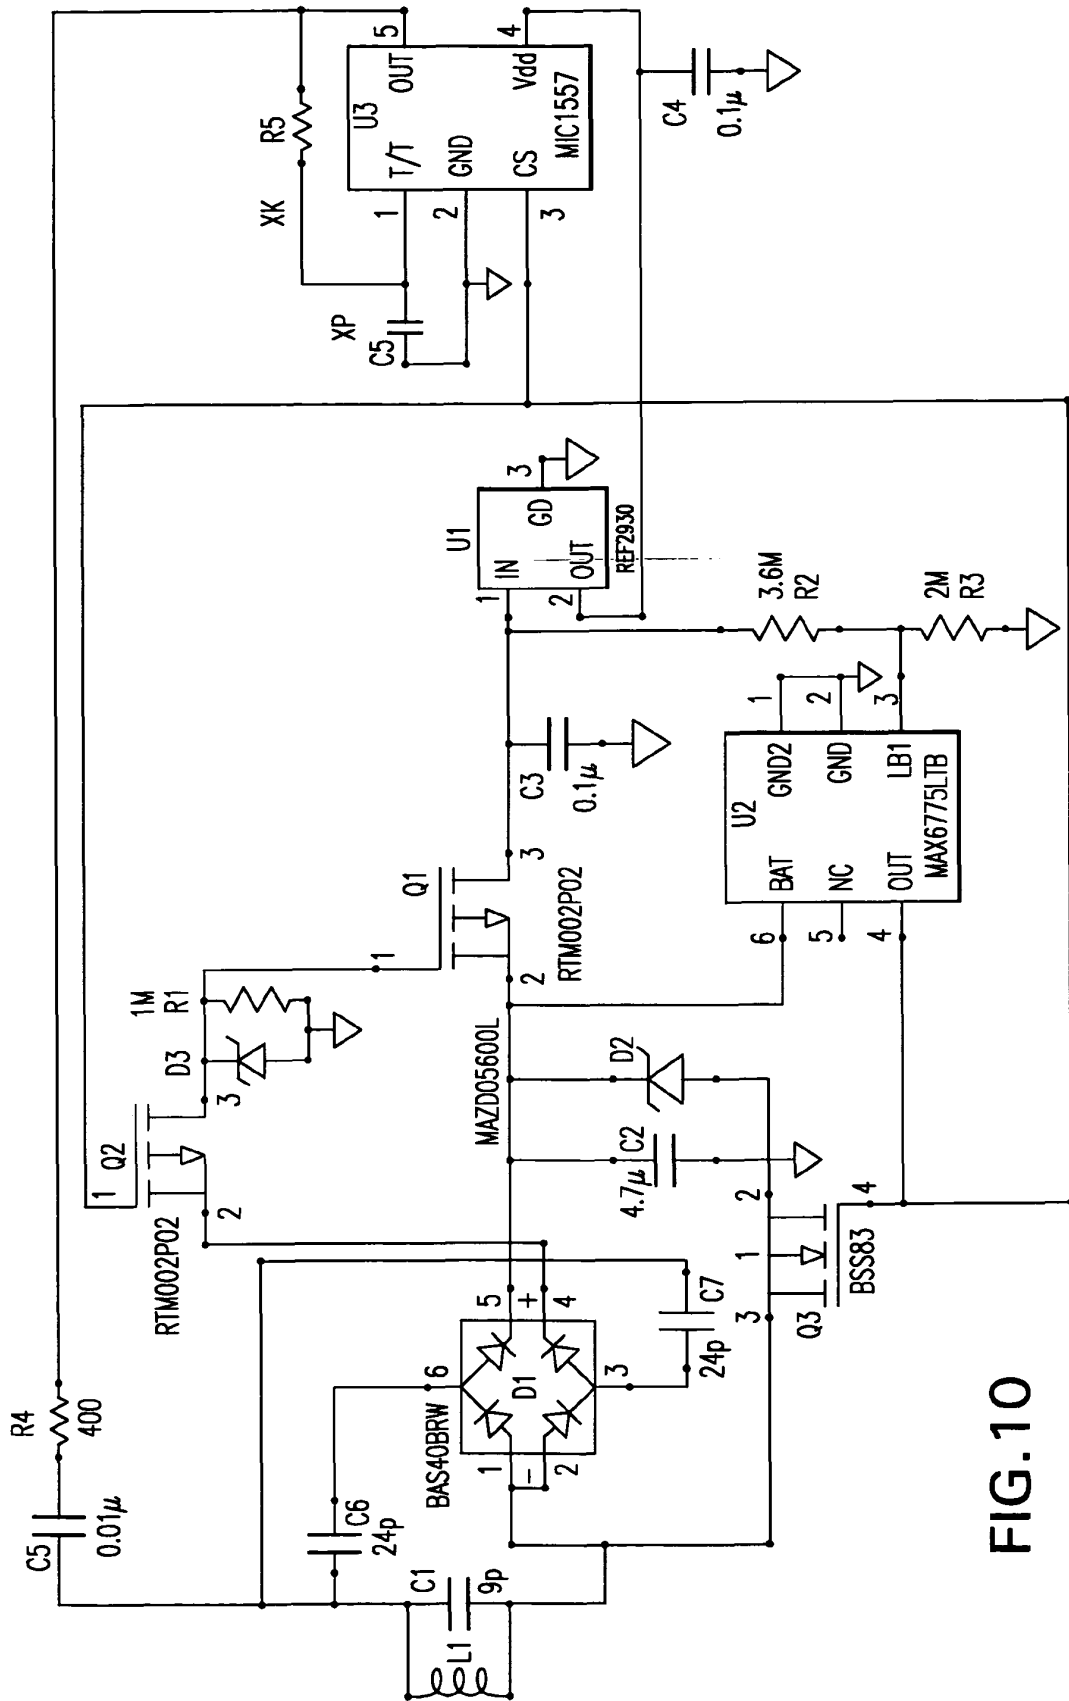 C5
0.01µ
R4
400
L1
C1
9p
C6
24p
BAS40BRW
D1
1
2
3
4
5
6
+
−
C7
24p
RTM002P02
Q2
1
2
3
D3
1M
R1
MAZD05600L
D2
4.7µ
C2
Q3
BSS83
1
2
3
4
Q1
RTM002P02
1
2
3
C3
0.1µ
U2
BAT
NC
OUT
GND2
GND
LB1
MAX6775LTB
6
5
4
1
2
3
3.6M
R2
2M
R3
U1
IN
OUT
GD
REF2930
1
2
3
XP
C5
XK
R5
U3
T/T
GND
CS
OUT
Vdd
MIC1557
1
2
3
5
4
C4
0.1µ
FIG.10